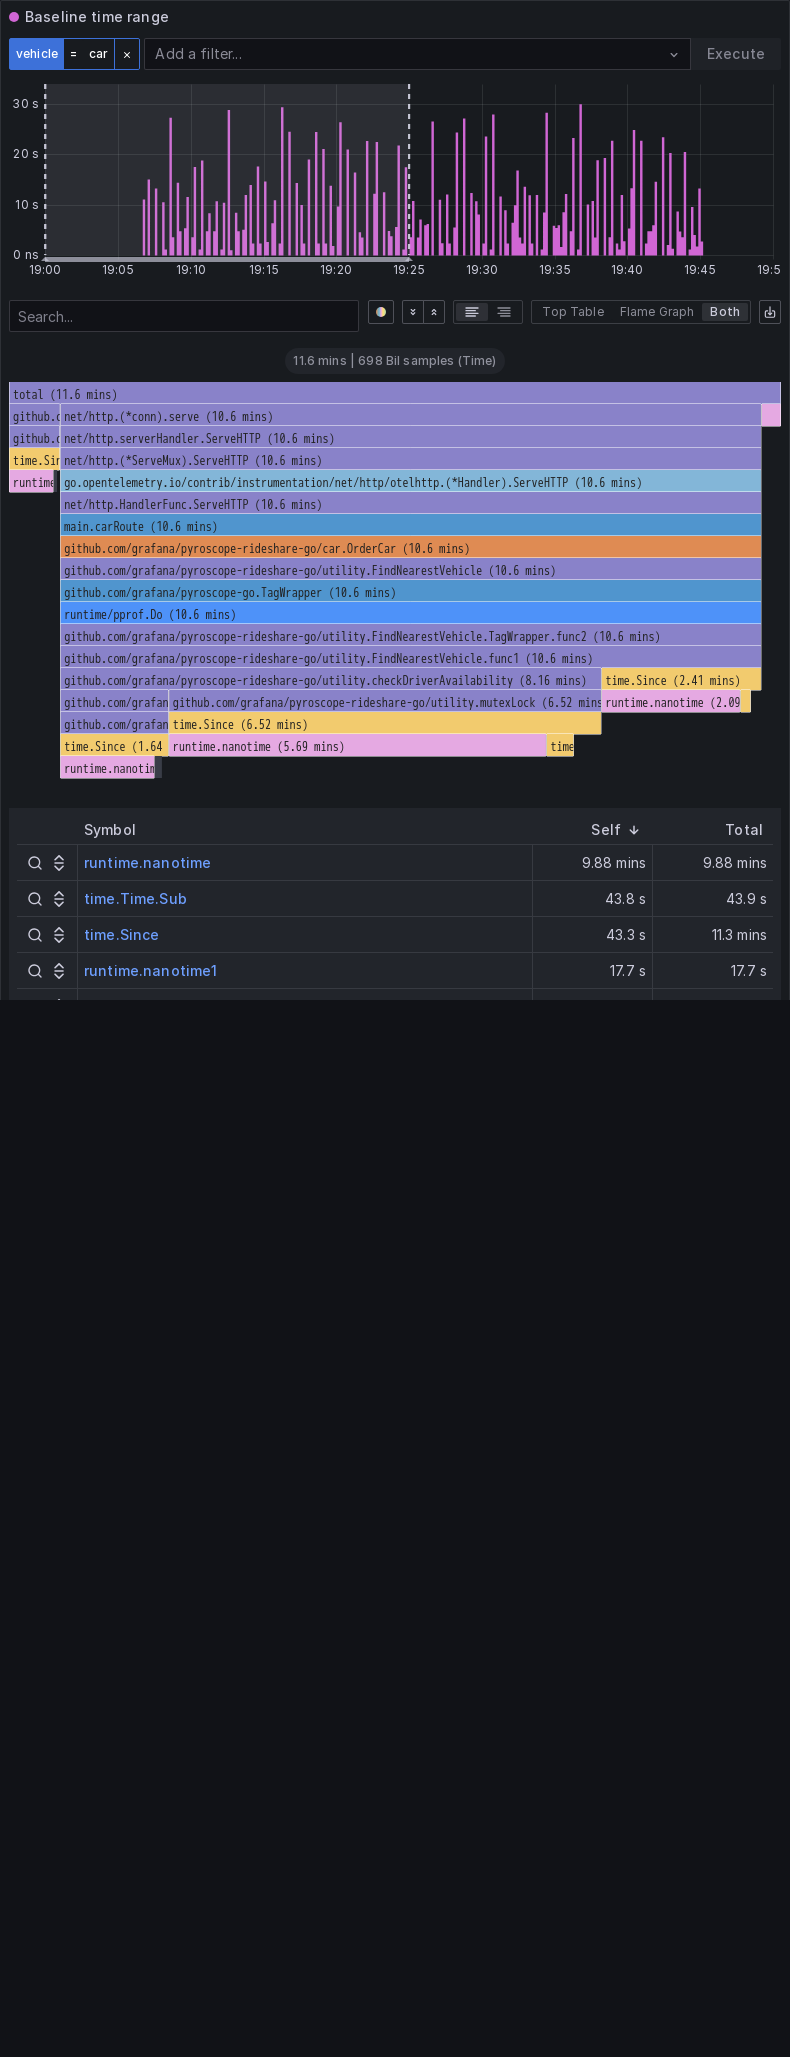 Baseline time range
vehicle = car × Add a filter... Execute
30 s
20 s
10 s
0 ns
19:00 19:05 19:10 19:15 19:20 19:25 19:30 19:35 19:40 19:45 19:5
Search... Top Table Flame Graph Both
11.6 mins | 698 Bil samples (Time)
total (11.6 mins)
github.c net/http.(*conn).serve (10.6 mins)
github.c net/http.serverHandler.ServeHTTP (10.6 mins)
time.Sin net/http.(*ServeMux).ServeHTTP (10.6 mins)
runtime go.opentelemetry.io/contrib/instrumentation/net/http/otelhttp.(*Handler).ServeHTTP (10.6 mins)
net/http.HandlerFunc.ServeHTTP (10.6 mins)
main.carRoute (10.6 mins)
github.com/grafana/pyroscope-rideshare-go/car.OrderCar (10.6 mins)
github.com/grafana/pyroscope-rideshare-go/utility.FindNearestVehicle (10.6 mins)
github.com/grafana/pyroscope-go.TagWrapper (10.6 mins)
runtime/pprof.Do (10.6 mins)
github.com/grafana/pyroscope-rideshare-go/utility.FindNearestVehicle.TagWrapper.func2 (10.6 mins)
github.com/grafana/pyroscope-rideshare-go/utility.FindNearestVehicle.func1 (10.6 mins)
github.com/grafana/pyroscope-rideshare-go/utility.checkDriverAvailability (8.16 mins) time.Since (2.41 mins)
github.com/grafan github.com/grafana/pyroscope-rideshare-go/utility.mutexLock (6.52 mins runtime.nanotime (2.09
github.com/grafan time.Since (6.52 mins)
time.Since (1.64 runtime.nanotime (5.69 mins) time
runtime.nanotim
Symbol Self Total
runtime.nanotime 9.88 mins 9.88 mins
time.Time.Sub 43.8 s 43.9 s
time.Since 43.3 s 11.3 mins
runtime.nanotime1 17.7 s 17.7 s